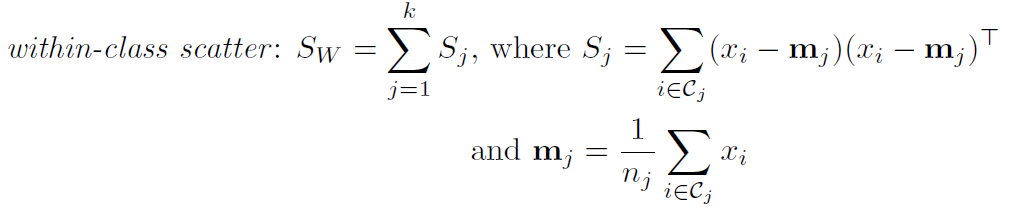 within-class scatter: $S_W = \sum_{j=1}^{k} S_j$, where $S_j = \sum_{i \in \mathcal{C}_j} (x_i - \mathbf{m}_j)(x_i - \mathbf{m}_j)^\top$
and $\mathbf{m}_j = \frac{1}{n_j} \sum_{i \in \mathcal{C}_j} x_i$